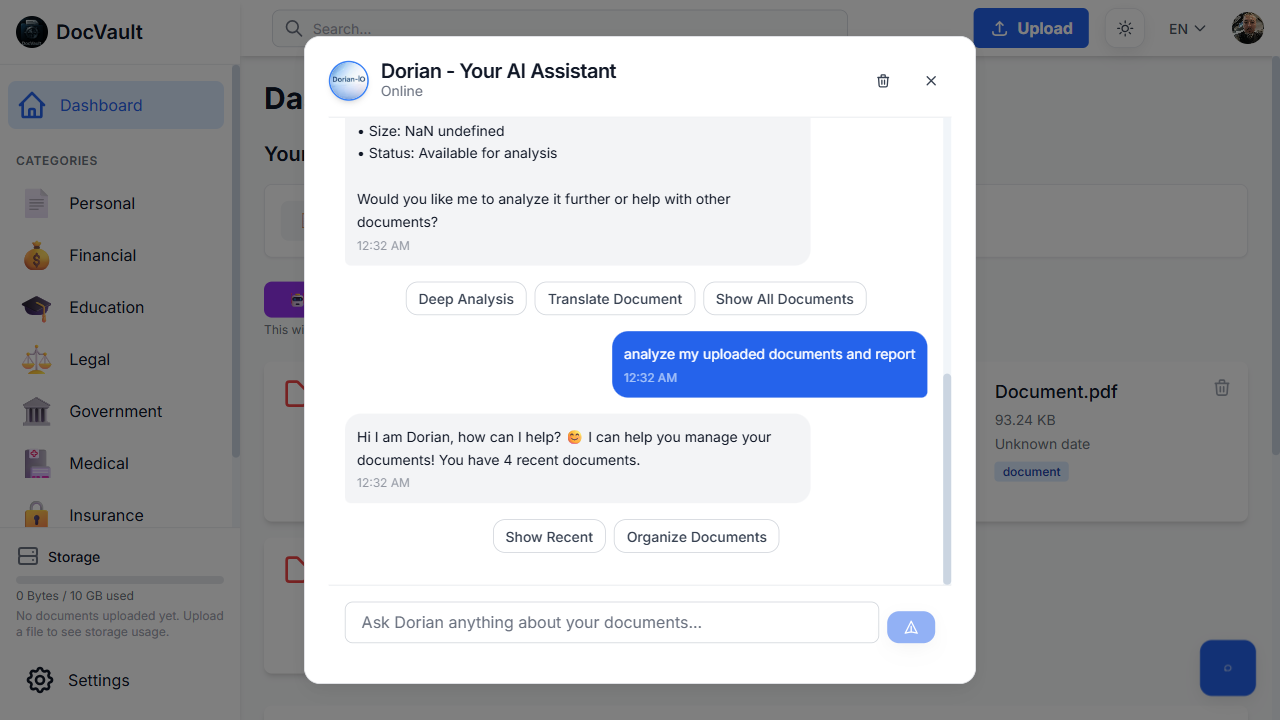 DocVault
Search...
Upload
EN
Dashboard
CATEGORIES
Personal
Financial
Education
Legal
Government
Medical
Insurance
Storage
0 Bytes / 10 GB used
No documents uploaded yet. Upload
a file to see storage usage.
Settings
Da
Your
This wi
Dorian-IO
Dorian - Your AI Assistant
Online
• Size: NaN undefined
• Status: Available for analysis
Would you like me to analyze it further or help with other
documents?
12:32 AM
Deep Analysis
Translate Document
Show All Documents
analyze my uploaded documents and report
12:32 AM
Hi I am Dorian, how can I help? 😊 I can help you manage your
documents! You have 4 recent documents.
12:32 AM
Show Recent
Organize Documents
Ask Dorian anything about your documents...
Document.pdf
93.24 KB
Unknown date
document